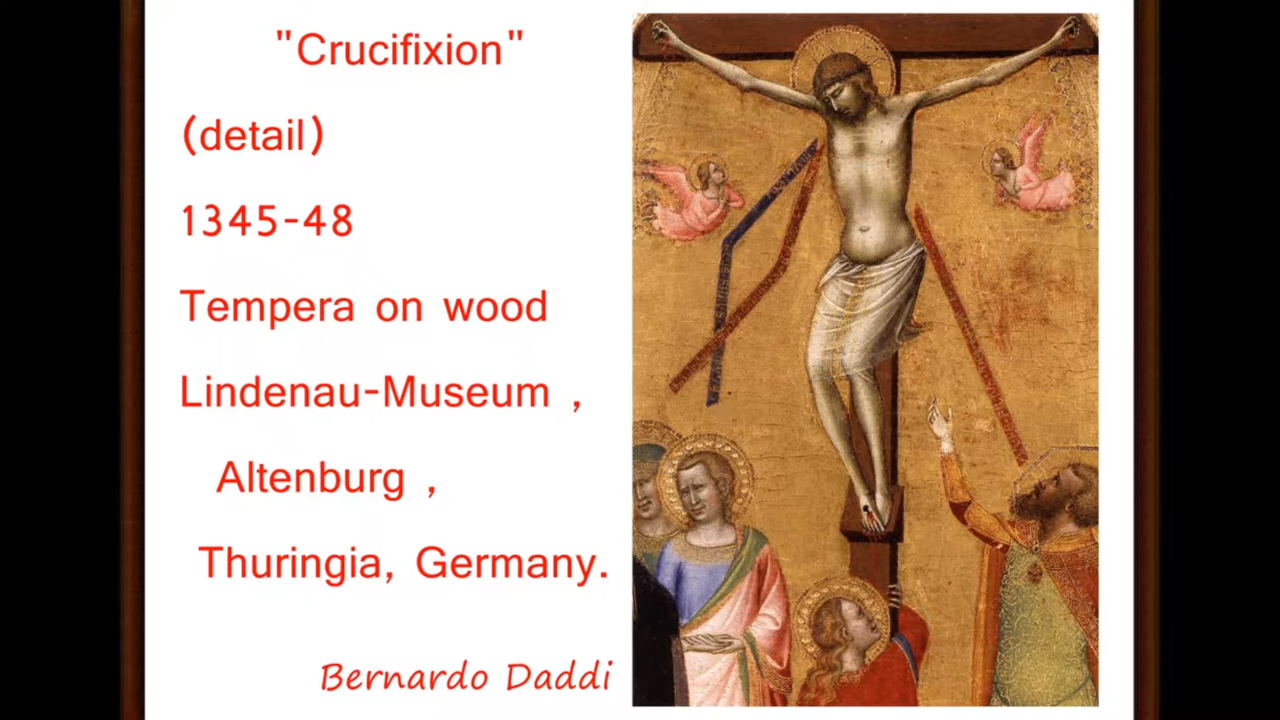 "Crucifixion"
(detail)
1345-48
Tempera on wood
Lindenau-Museum ,
Altenburg ,
Thuringia, Germany.
Bernardo Daddi